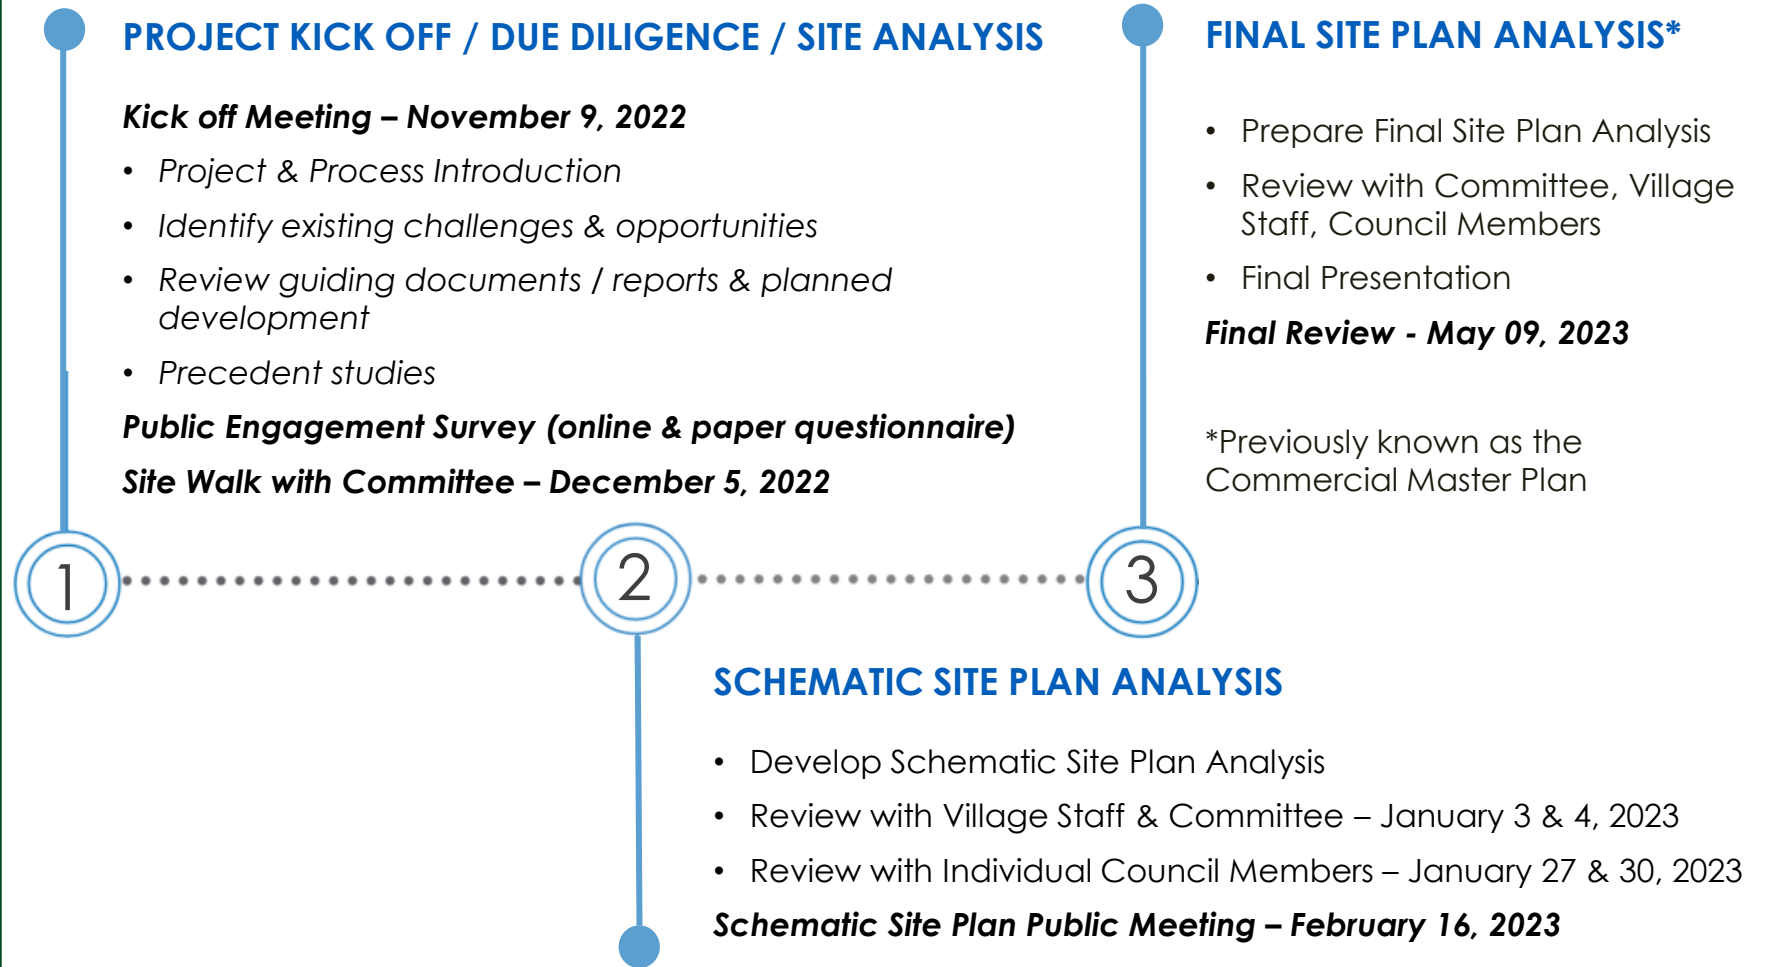 PROJECT KICK OFF / DUE DILIGENCE / SITE ANALYSIS
Kick off Meeting – November 9, 2022
• Project & Process Introduction
• Identify existing challenges & opportunities
• Review guiding documents / reports & planned
development
• Precedent studies
Public Engagement Survey (online & paper questionnaire)
Site Walk with Committee – December 5, 2022
1
2
SCHEMATIC SITE PLAN ANALYSIS
• Develop Schematic Site Plan Analysis
• Review with Village Staff & Committee – January 3 & 4, 2023
• Review with Individual Council Members – January 27 & 30, 2023
Schematic Site Plan Public Meeting – February 16, 2023
3
FINAL SITE PLAN ANALYSIS*
• Prepare Final Site Plan Analysis
• Review with Committee, Village
Staff, Council Members
• Final Presentation
Final Review - May 09, 2023
*Previously known as the
Commercial Master Plan